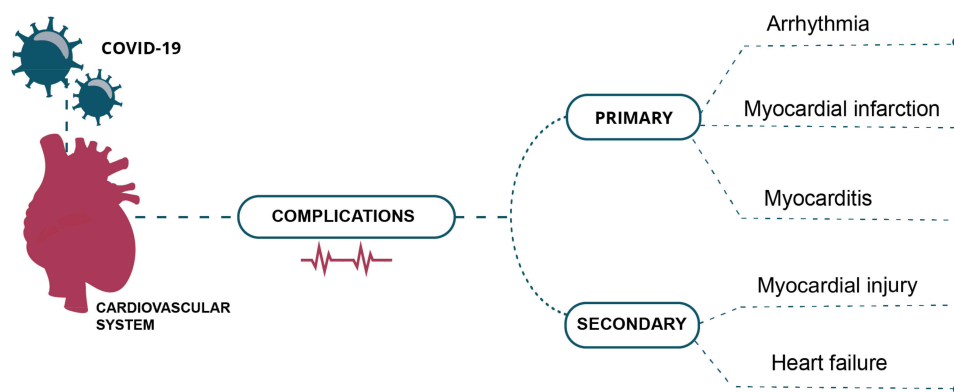 COVID-19
CARDIOVASCULAR
SYSTEM
COMPLICATIONS
PRIMARY
Arrhythmia
Myocardial infarction
Myocarditis
SECONDARY
Myocardial injury
Heart failure